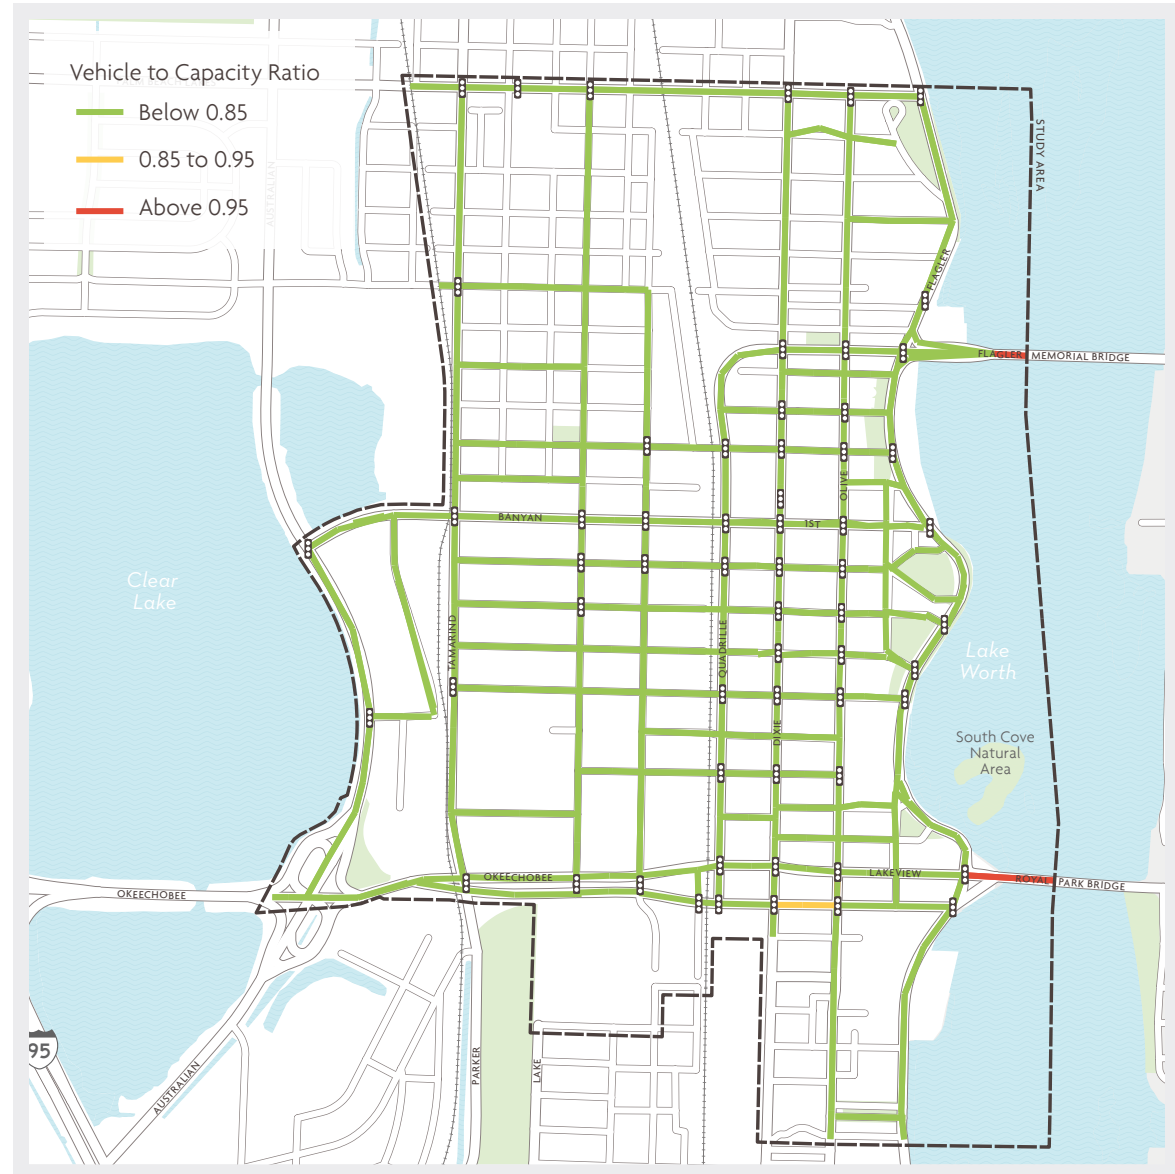 Vehicle to Capacity Ratio
Below 0.85
0.85 to 0.95
Above 0.95
AUSTRALIAN
STUDY AREA
FLAGLER
FLAGLER MEMORIAL BRIDGE
OLIVE
BANYAN
1ST
Clear
Lake
TAMARIND
QUADRILLE
Lake
Worth
DIXIE
South Cove
Natural
Area
OKEECHOBEE
LAKEVIEW
ROYAL PARK BRIDGE
OKEECHOBEE
95
AUSTRALIAN
PARKER
LAKE